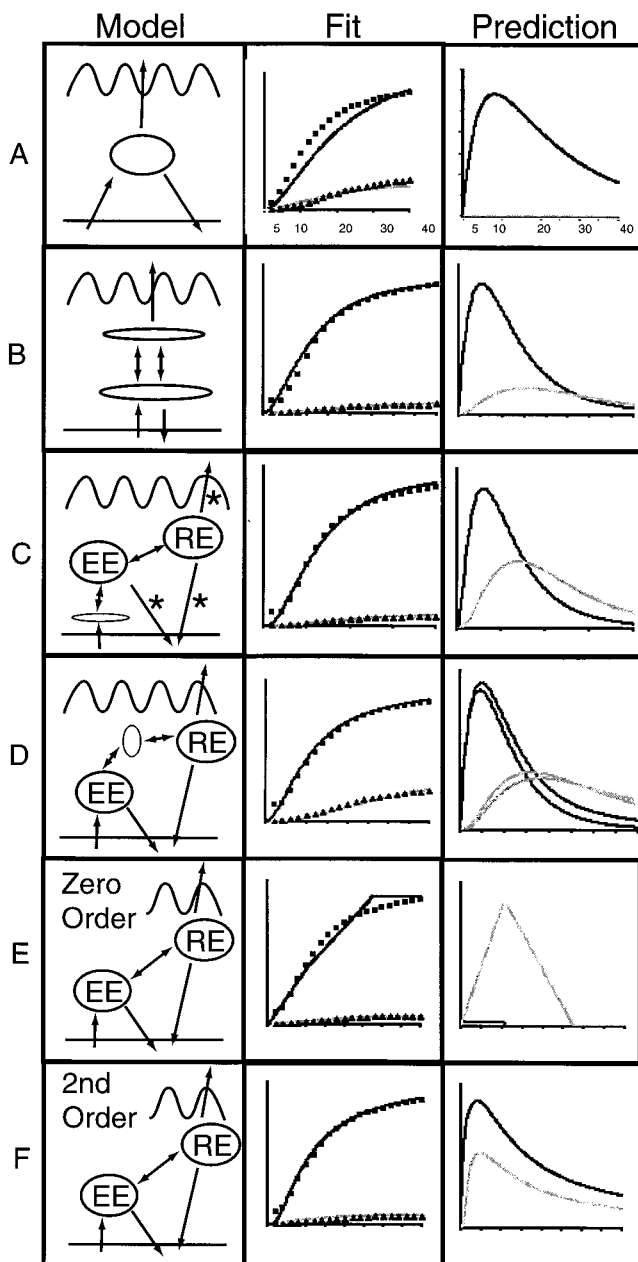 Model Fit Prediction
A
5 10 20 30 40
5 10 20 30 40
B
C
*
RE
EE
* *
D
RE
EE
E
Zero
Order
RE
EE
F
2nd
Order
RE
EE